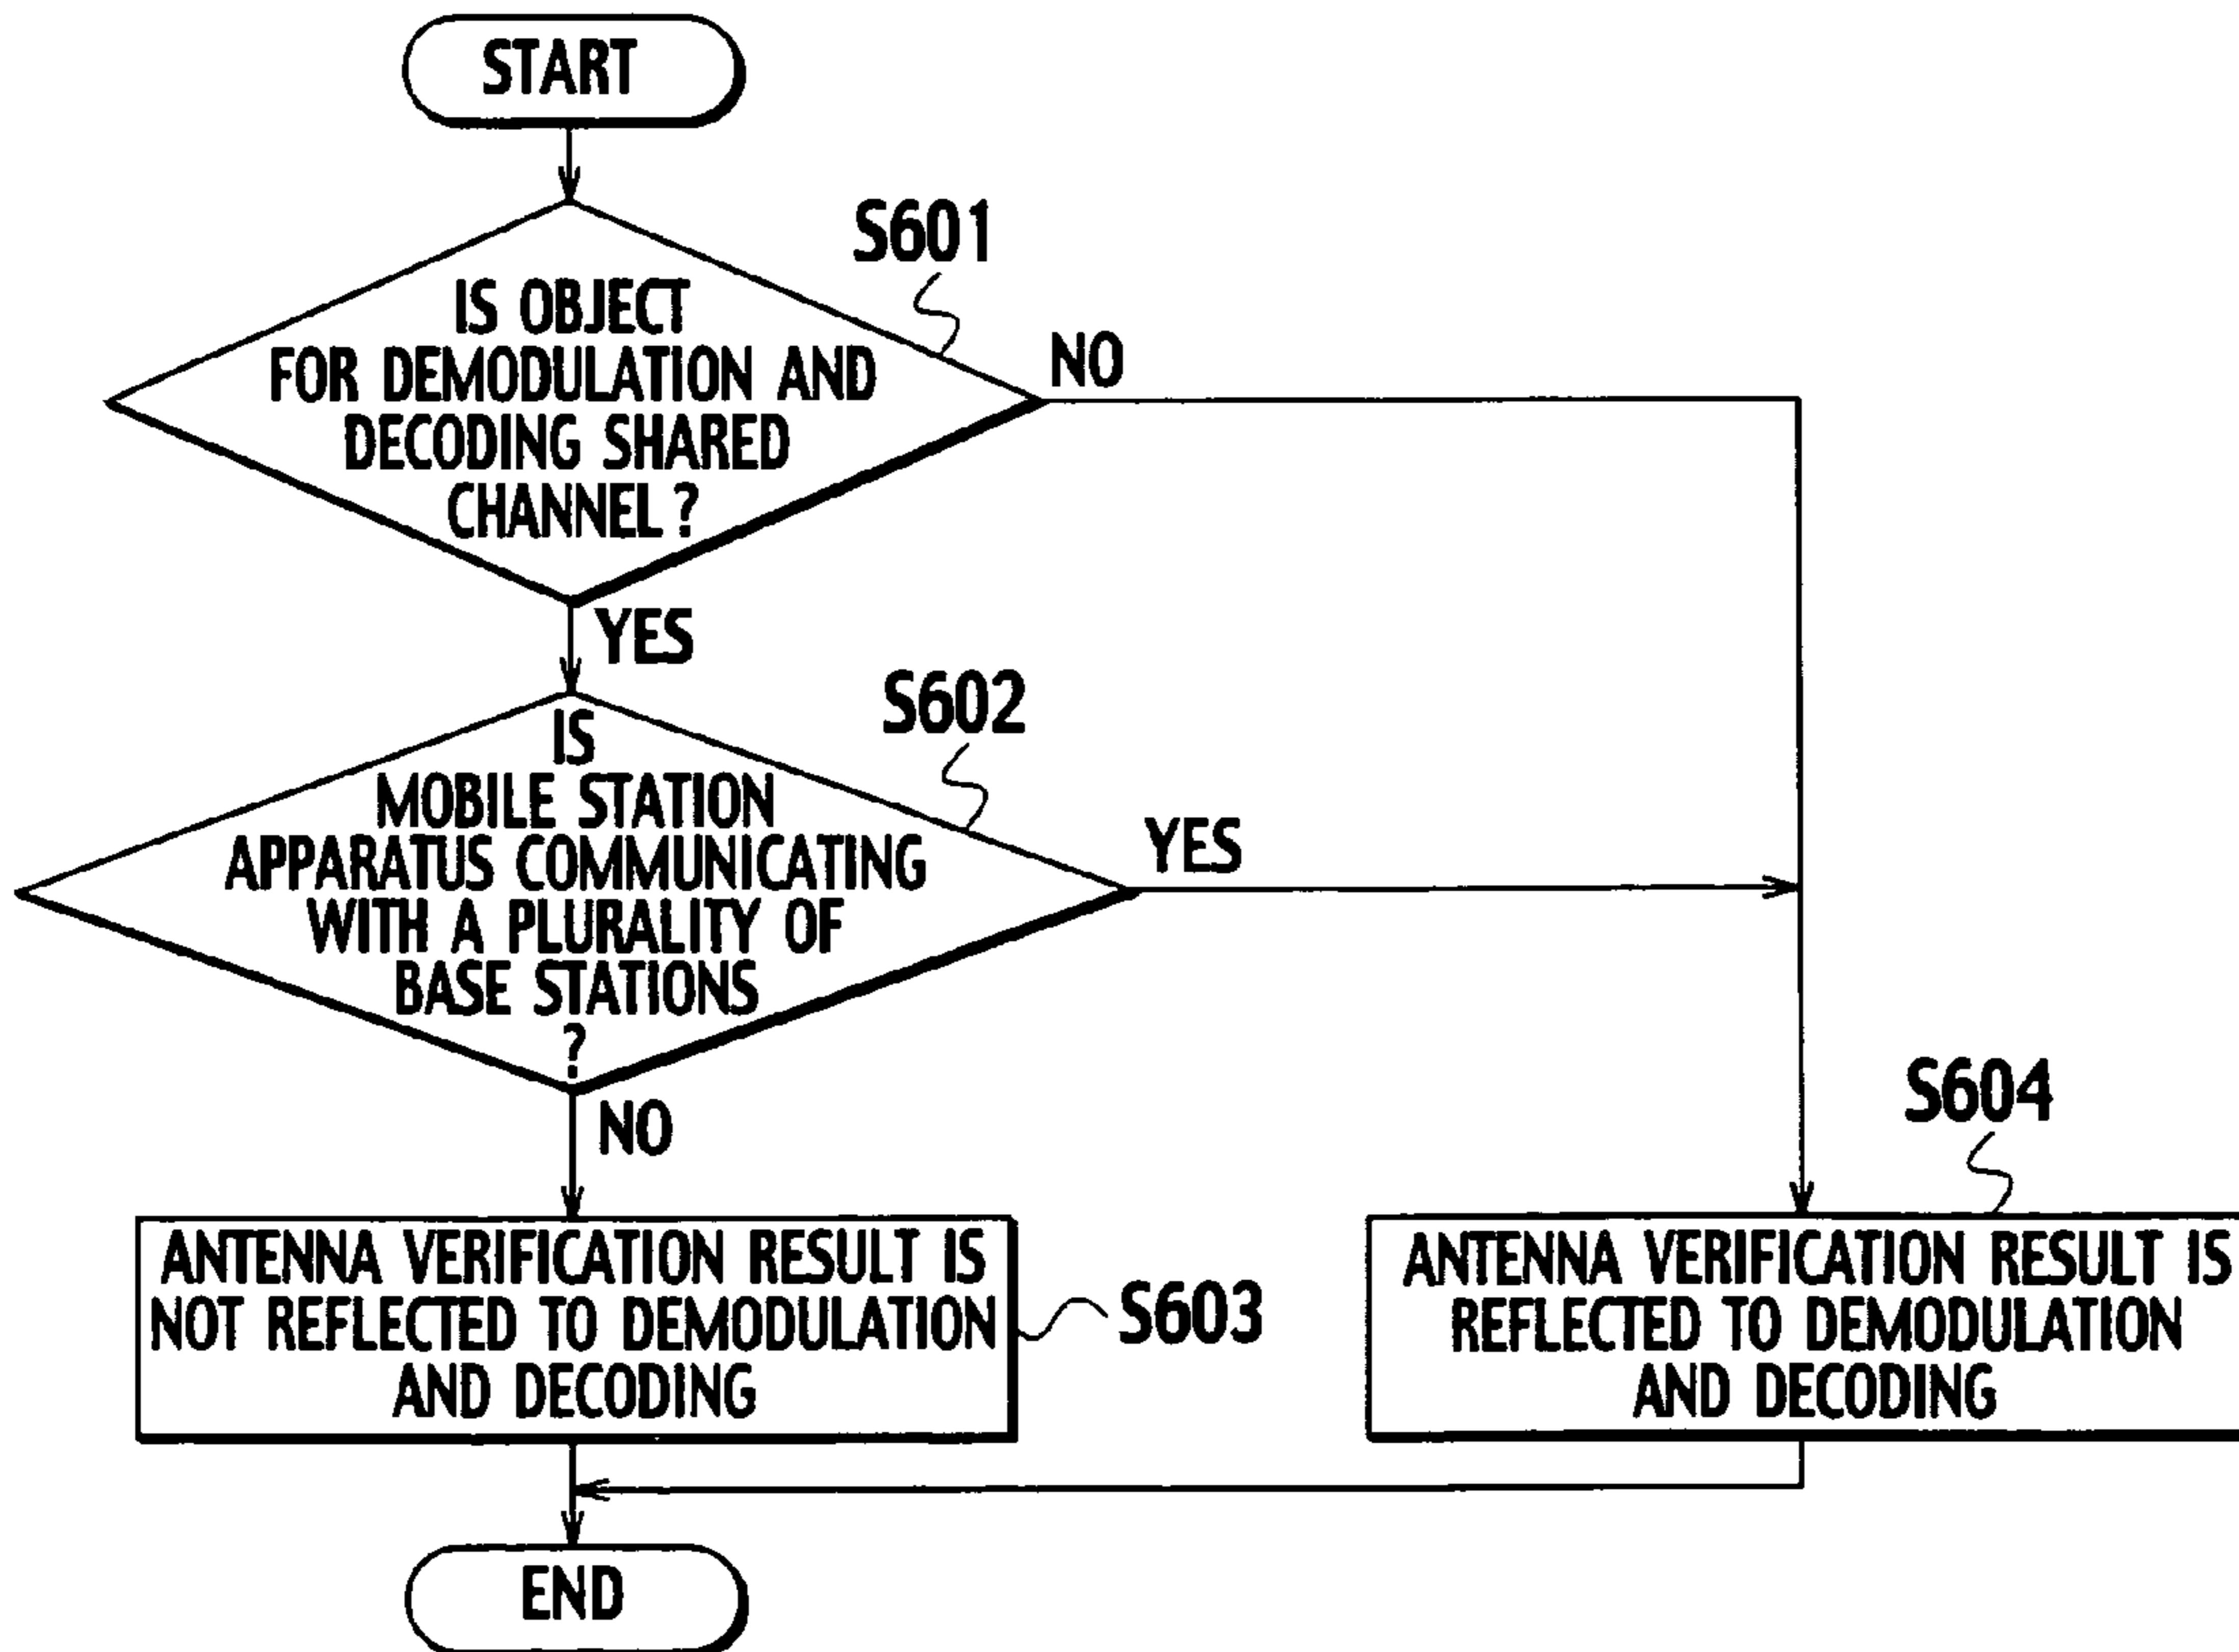 START
S601
IS OBJECT
FOR DEMODULATION AND
DECODING SHARED
CHANNEL ?
NO
YES
S602
IS
MOBILE STATION
APPARATUS COMMUNICATING
WITH A PLURALITY OF
BASE STATIONS
?
YES
NO
S604
ANTENNA VERIFICATION RESULT IS
NOT REFLECTED TO DEMODULATION
AND DECODING
S603
ANTENNA VERIFICATION RESULT IS
REFLECTED TO DEMODULATION
AND DECODING
END